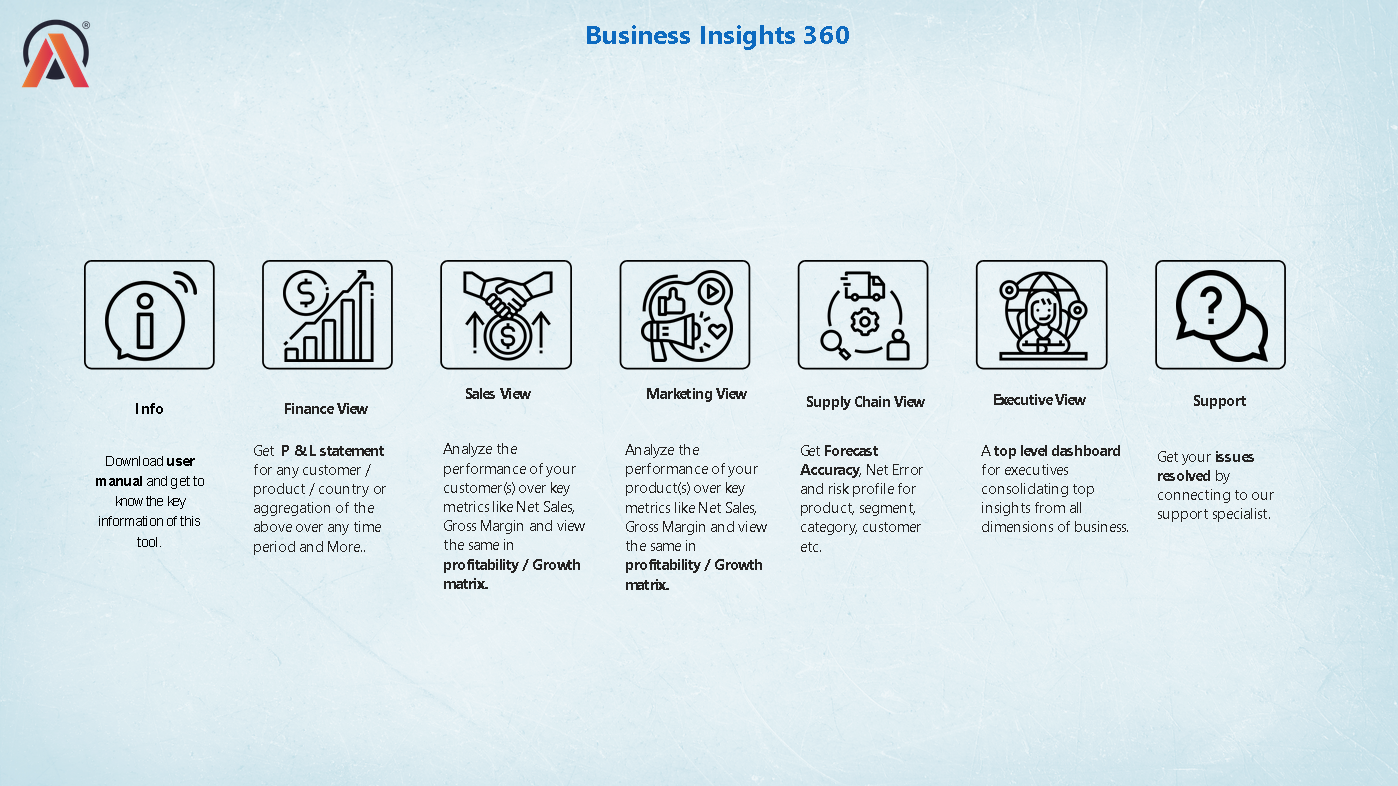 ®
Business Insights 360
Info
Download user
manual and get to
know the key
information of this
tool.
Finance View
Get P & L statement
for any customer /
product / country or
aggregation of the
above over any time
period and More..
Sales View
Analyze the
performance of your
customer(s) over key
metrics like Net Sales,
Gross Margin and view
the same in
profitability / Growth
matrix.
Marketing View
Analyze the
performance of your
product(s) over key
metrics like Net Sales,
Gross Margin and view
the same in
profitability / Growth
matrix.
Supply Chain View
Get Forecast
Accuracy, Net Error
and risk profile for
product, segment,
category, customer
etc.
Executive View
A top level dashboard
for executives
consolidating top
insights from all
dimensions of business.
Support
Get your issues
resolved by
connecting to our
support specialist.